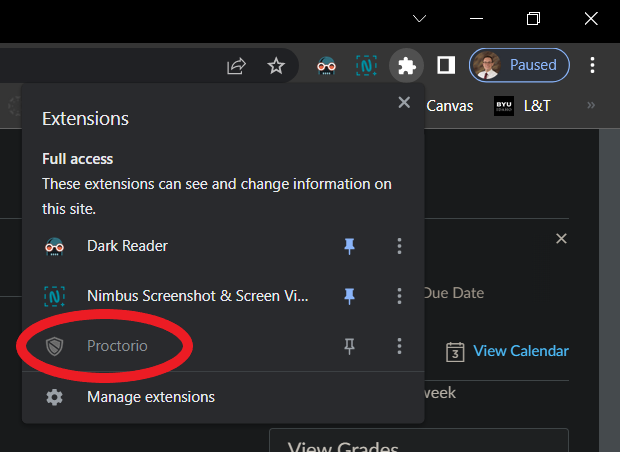 Paused
Canvas
BYU
L&T
»
Extensions
Full access
These extensions can see and change information on
this site.
Dark Reader
N Nimbus Screenshot & Screen Vi...
Proctorio
Manage extensions
Due Date
3 View Calendar
week
View Grades